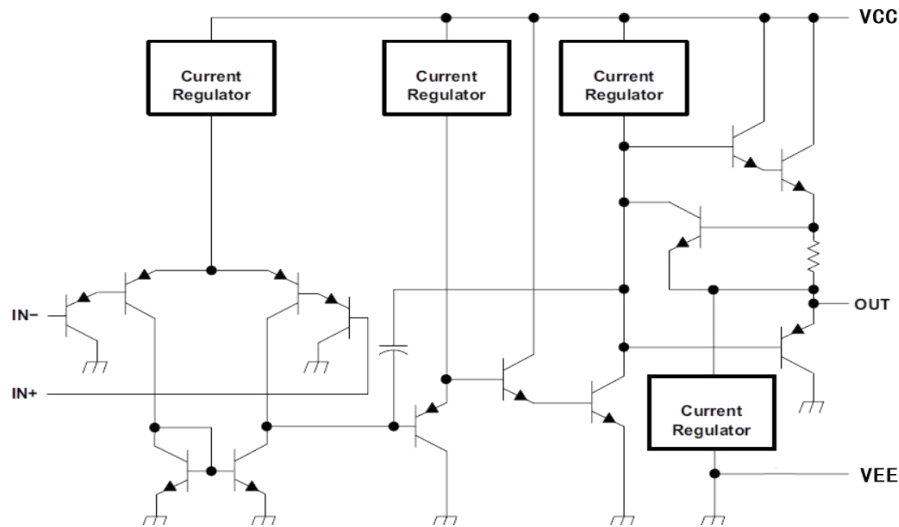 VCC
Current
Regulator
Current
Regulator
Current
Regulator
IN−
OUT
IN+
Current
Regulator
VEE